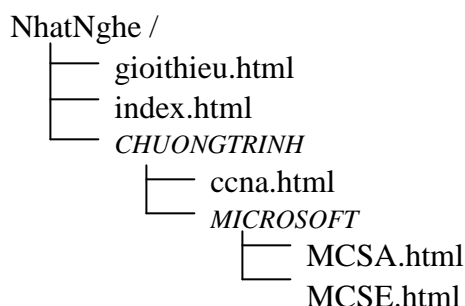 NhatNghe /
gioithieu.html
index.html
CHUONGTRINH
ccna.html
MICROSOFT
MCSA.html
MCSE.html